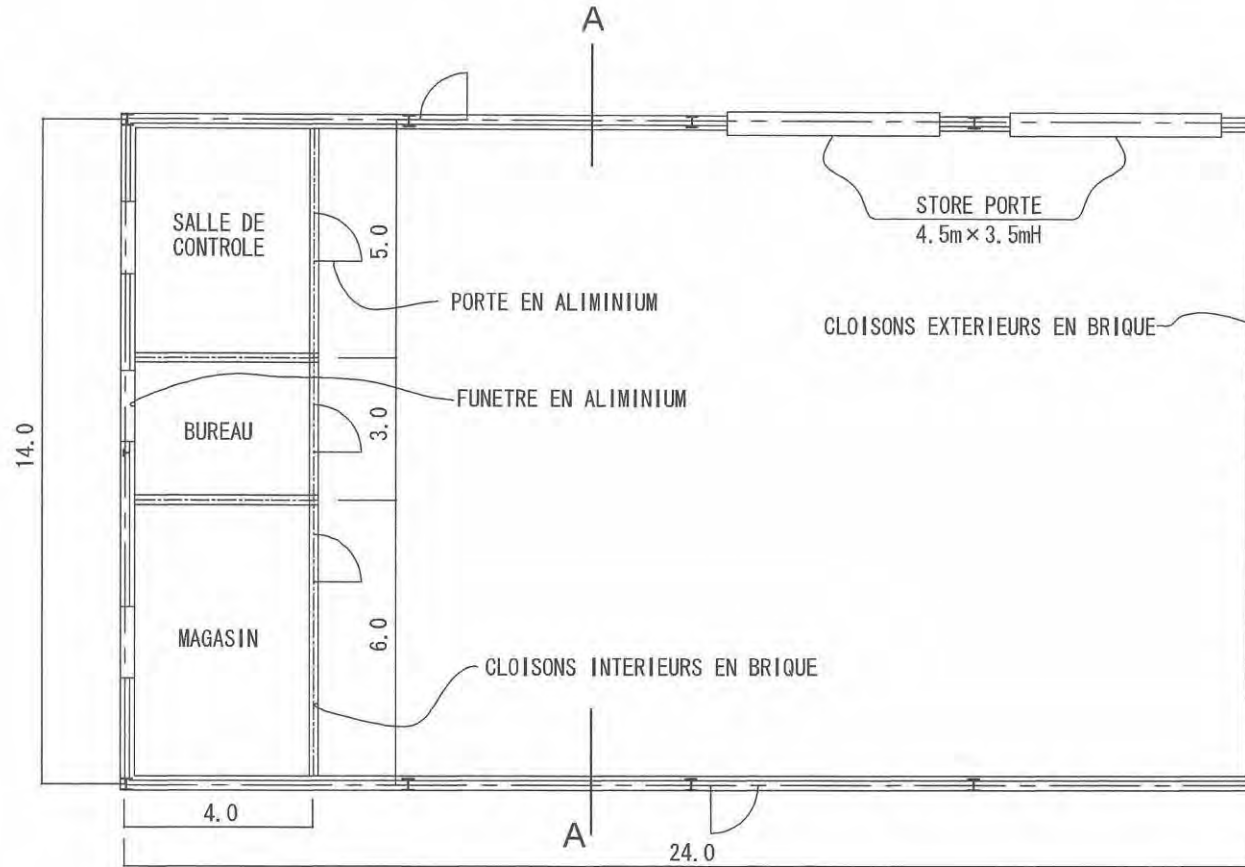 A
SALLE DE
CONTROLE
5.0
STORE PORTE
4.5m×3.5mH
PORTE EN ALIMINIUM
CLOISONS EXTERIEURS EN BRIQUE
FUNETRE EN ALIMINIUM
BUREAU
3.0
14.0
MAGASIN
6.0
CLOISONS INTERIEURS EN BRIQUE
4.0
A
24.0